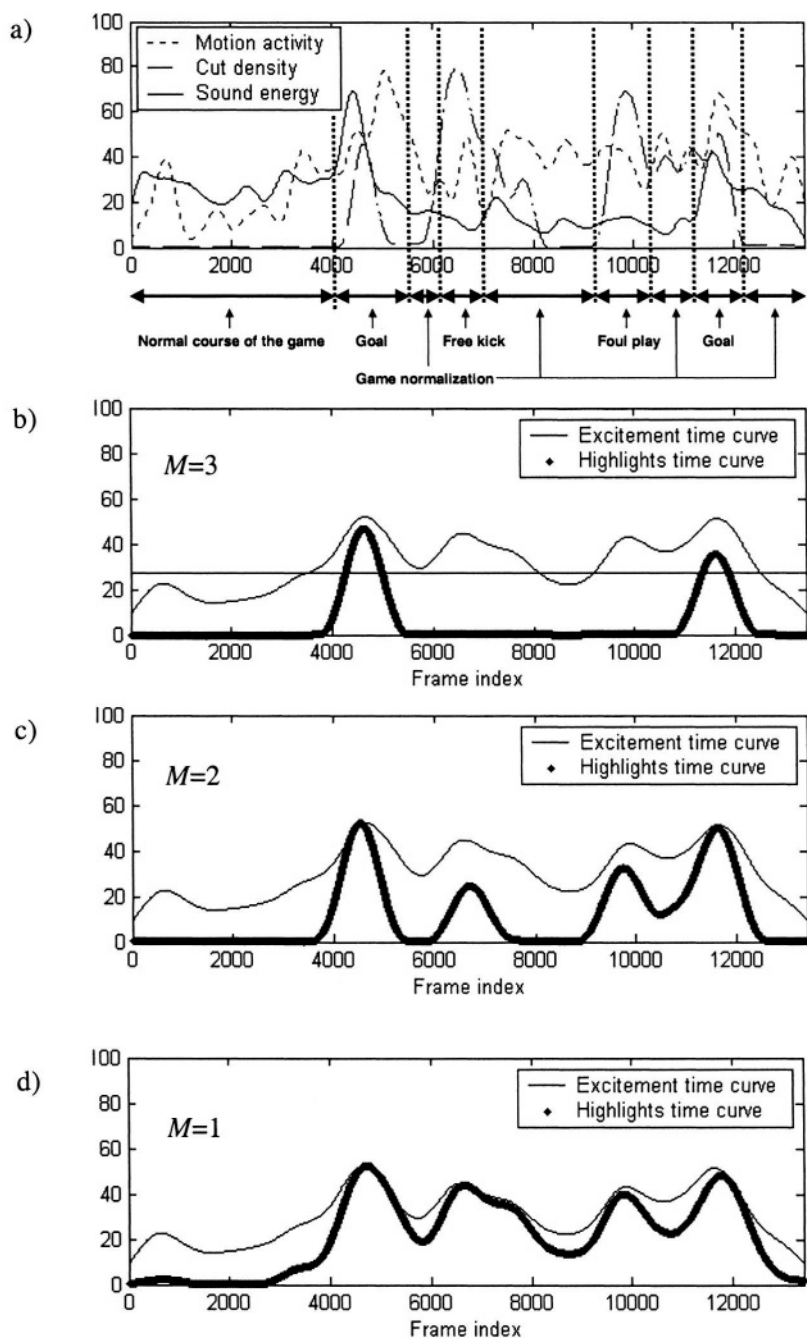 a)
100
80
60
40
20
0
Motion activity
Cut density
Sound energy
0 2000 4000 6000 8000 10000 12000
Normal course of the game Goal Free kick Foul play Goal
Game normalization
b)
100
80
60
40
20
0
M=3
Excitement time curve
Highlights time curve
0 2000 4000 6000 8000 10000 12000
Frame index
c)
100
80
60
40
20
0
M=2
Excitement time curve
Highlights time curve
0 2000 4000 6000 8000 10000 12000
Frame index
d)
100
80
60
40
20
0
M=1
Excitement time curve
Highlights time curve
0 2000 4000 6000 8000 10000 12000
Frame index